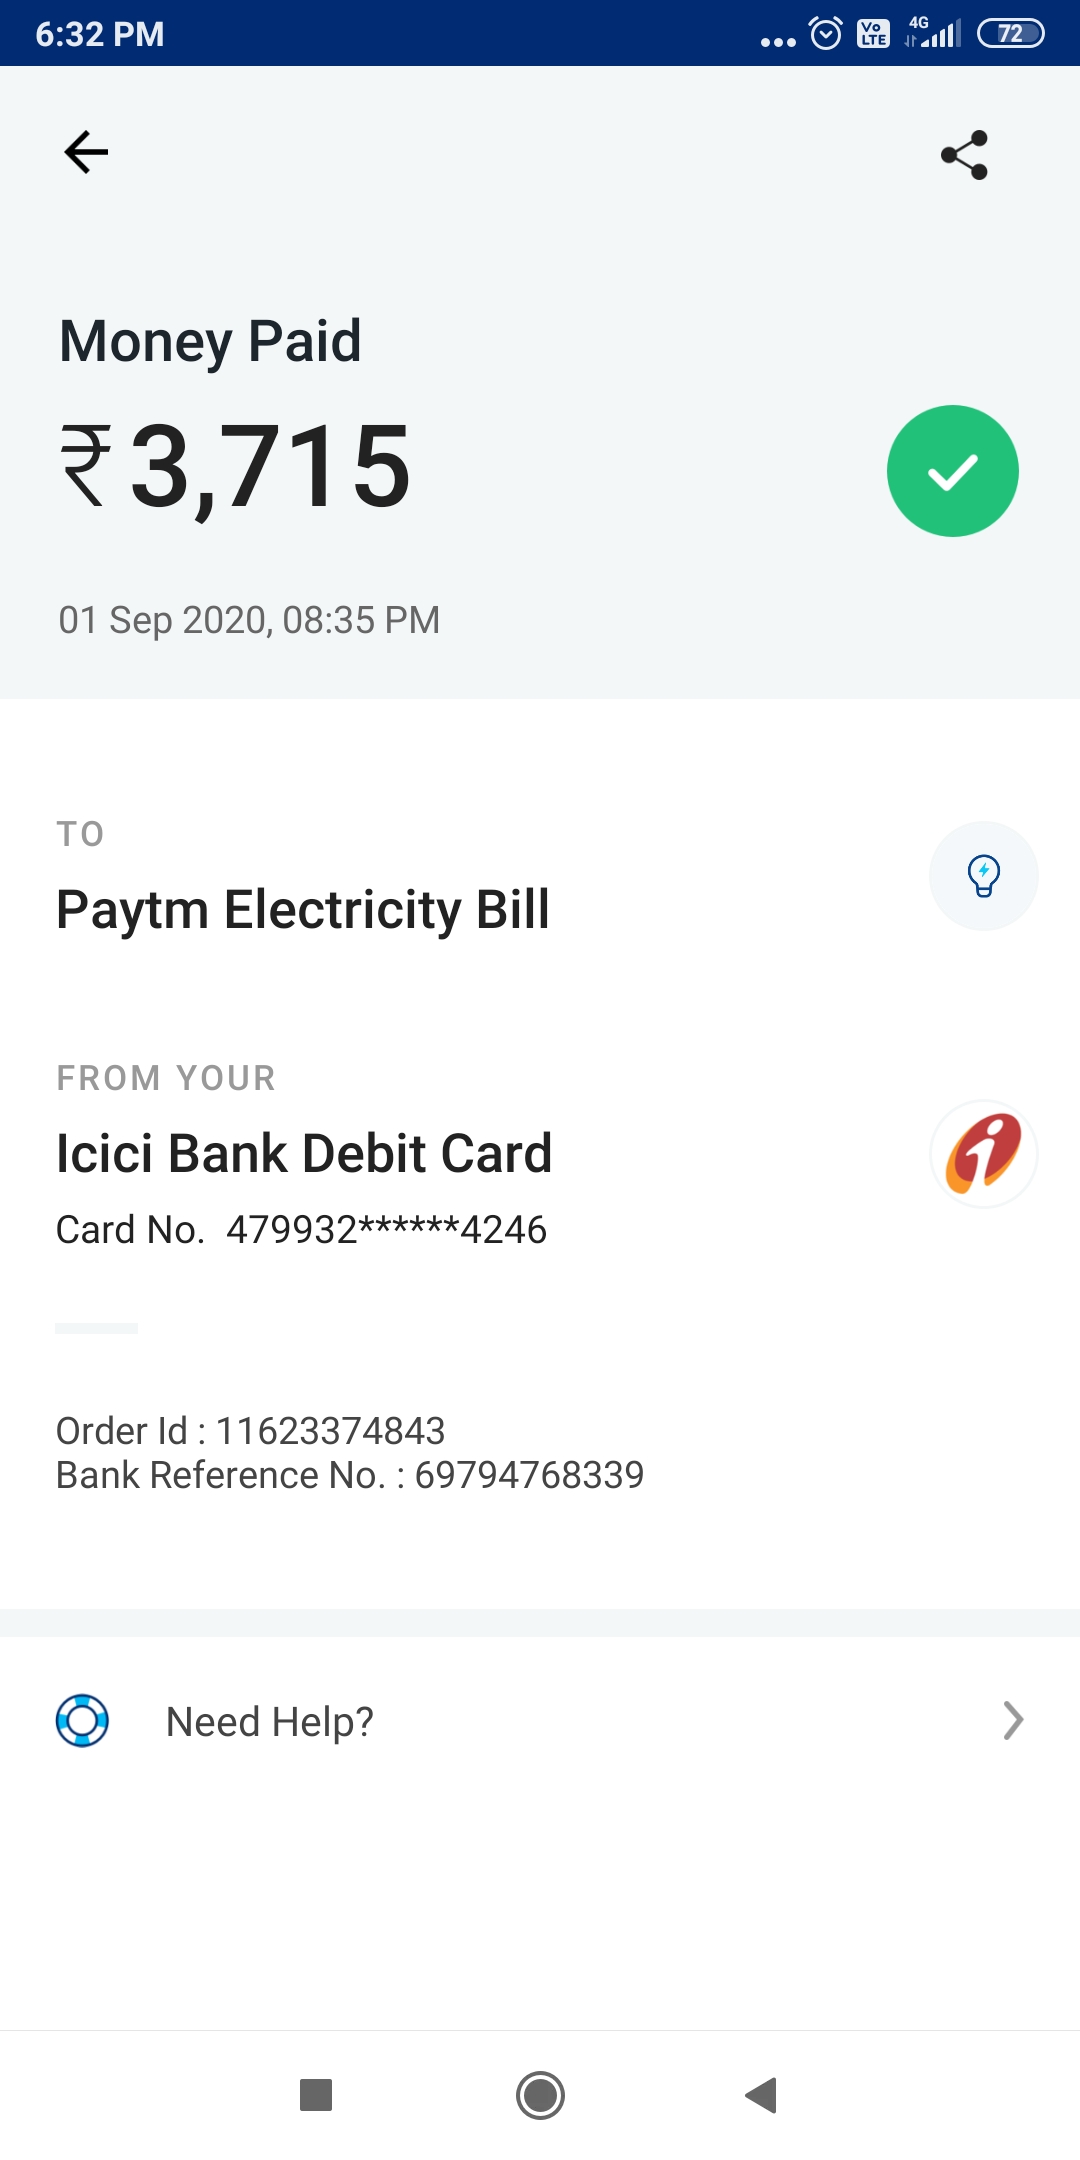 6:32 PM
Vo LTE
4G
72
Money Paid
₹3,715
01 Sep 2020, 08:35 PM
TO
Paytm Electricity Bill
FROM YOUR
Icici Bank Debit Card
Card No. 479932******4246
Order Id : 11623374843
Bank Reference No. : 69794768339
Need Help?